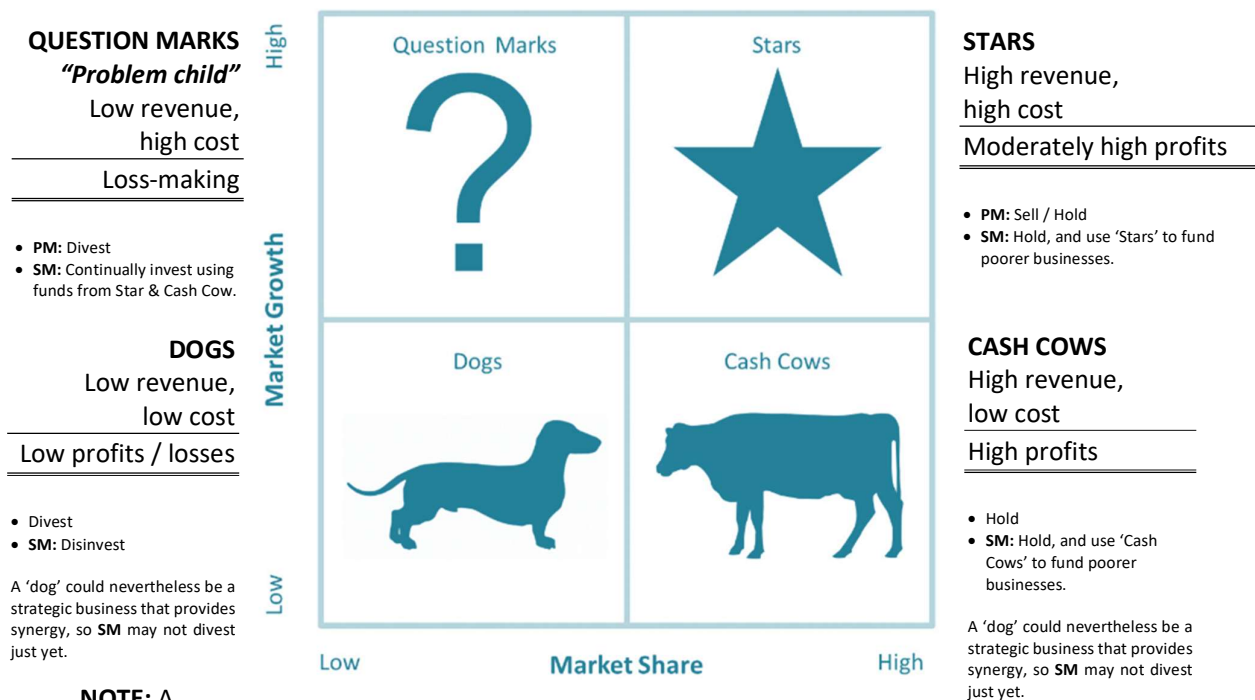 QUESTION MARKS
“Problem child”
Low revenue,
high cost
Loss-making
• PM: Divest
• SM: Continually invest using
funds from Star & Cash Cow.
DOGS
Low revenue,
low cost
Low profits / losses
• Divest
• SM: Disinvest
A ‘dog’ could nevertheless be a
strategic business that provides
synergy, so SM may not divest
just yet.
NOTE: A
High
Market Growth
Low
Question Marks
?
Stars
Dogs
Cash Cows
Low
Market Share
High
STARS
High revenue,
high cost
Moderately high profits
• PM: Sell / Hold
• SM: Hold, and use ‘Stars’ to fund
poorer businesses.
CASH COWS
High revenue,
low cost
High profits
• Hold
• SM: Hold, and use ‘Cash
Cows’ to fund poorer
businesses.
A ‘dog’ could nevertheless be a
strategic business that provides
synergy, so SM may not divest
just yet.